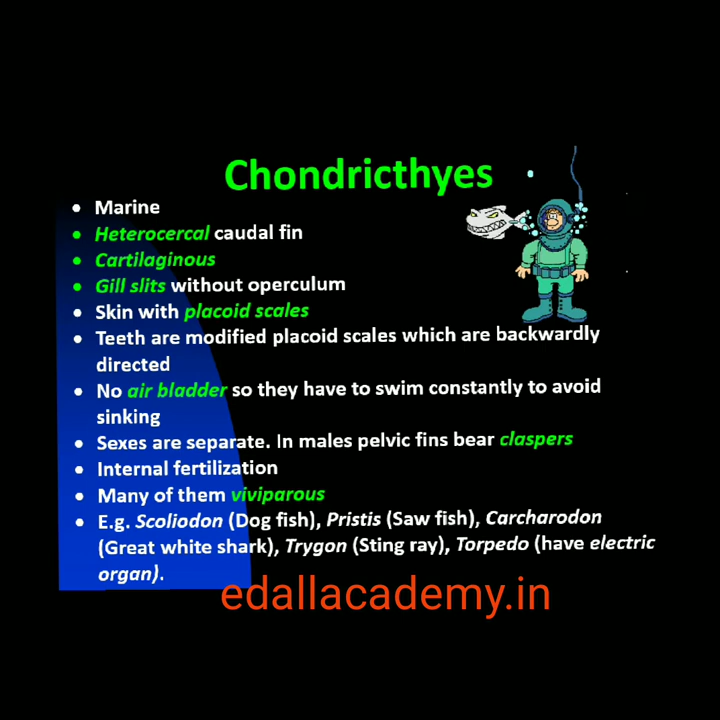 Chondricthyes
• Marine
• Heterocercal caudal fin
• Cartilaginous
• Gill slits without operculum
• Skin with placoid scales
• Teeth are modified placoid scales which are backwardly
directed
• No air bladder so they have to swim constantly to avoid
sinking
• Sexes are separate. In males pelvic fins bear claspers
• Internal fertilization
• Many of them viviparous
• E.g. Scoliodon (Dog fish), Pristis (Saw fish), Carcharodon
(Great white shark), Trygon (Sting ray), Torpedo (have electric
organ).
edallacademy.in